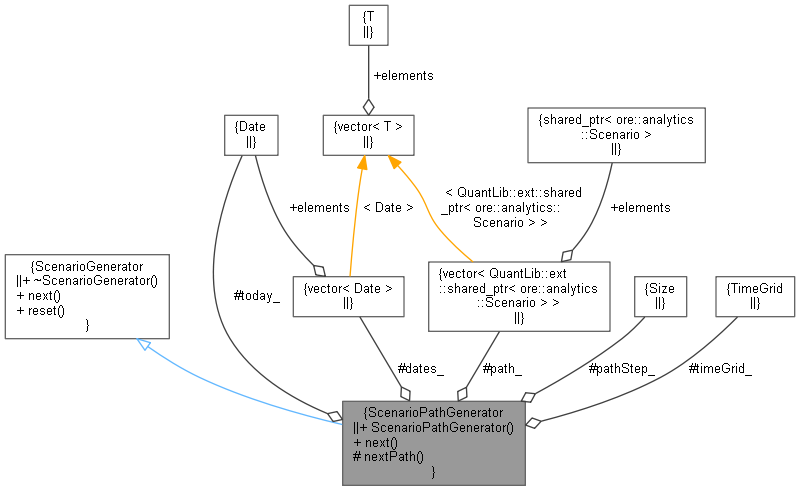 {T
||}
+elements
{Date
||}
{vector< T >
||}
{shared_ptr< ore::analytics
::Scenario >
||}
+elements
< Date >
< QuantLib::ext::shared
_ptr< ore::analytics::
Scenario > >
+elements
{ScenarioGenerator
||+ ~ScenarioGenerator()
+ next()
+ reset()
}
#today_
{vector< Date >
||}
{vector< QuantLib::ext
::shared_ptr< ore::analytics
::Scenario > >
||}
{Size
||}
{TimeGrid
||}
#dates_
#path_
#pathStep_
#timeGrid_
{ScenarioPathGenerator
||+ ScenarioPathGenerator()
+ next()
# nextPath()
}